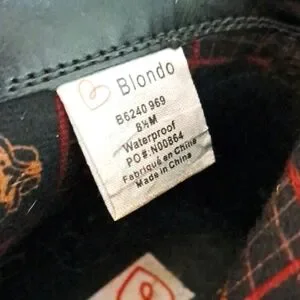 Blondo
B6240 969
8½M
Waterproof
PO#:N00864
Fabriqué en Chine
Made in China